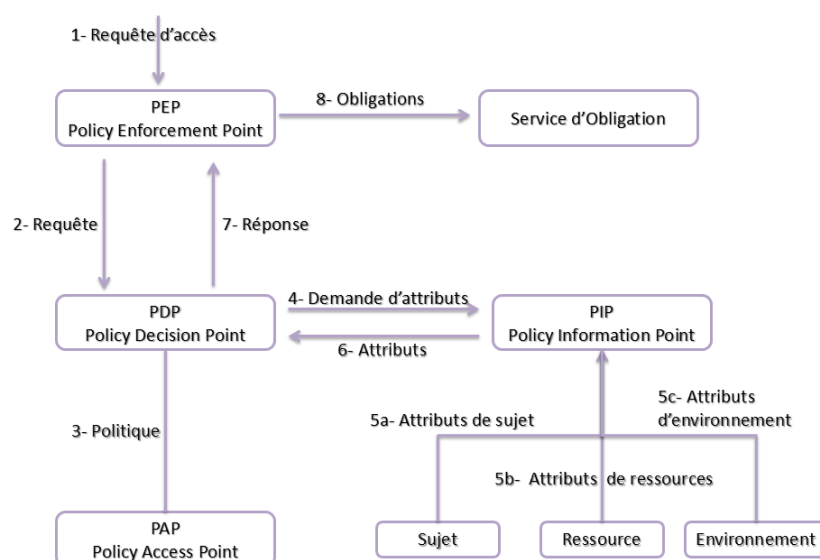 1- Requête d'accès
PEP
Policy Enforcement Point
8- Obligations
Service d'Obligation
2- Requête
7- Réponse
PDP
Policy Decision Point
4- Demande d'attributs
6- Attributs
PIP
Policy Information Point
3- Politique
5a- Attributs de sujet
5c- Attributs
d'environnement
5b- Attributs de ressources
PAP
Policy Access Point
Sujet
Ressource
Environnement